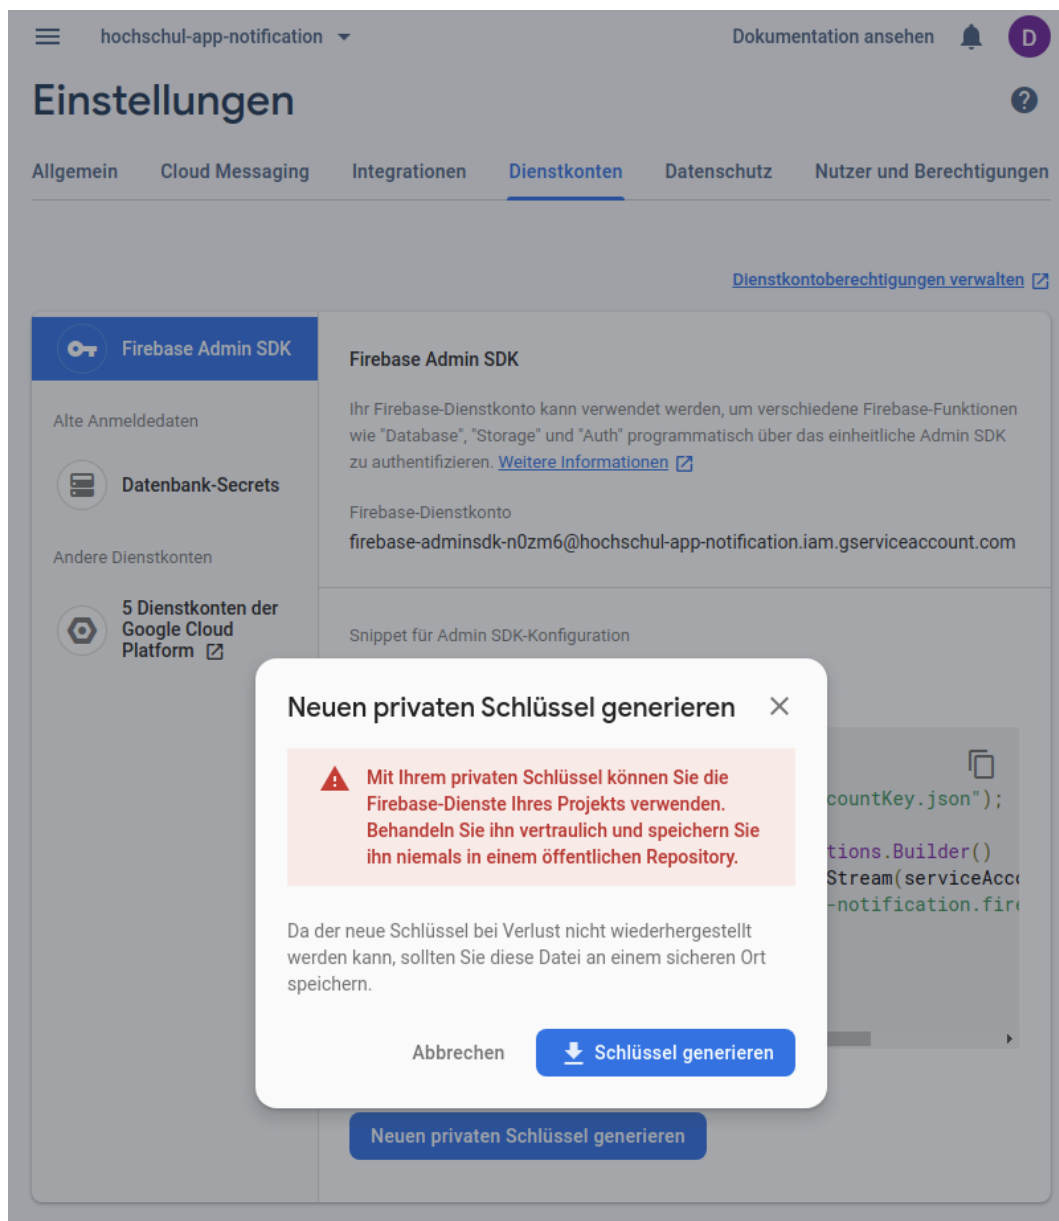 hochschul-app-notification
Dokumentation ansehen
D
Einstellungen
Allgemein
Cloud Messaging
Integrationen
Dienstkonten
Datenschutz
Nutzer und Berechtigungen
Dienstkontoberechtigungen verwalten
Firebase Admin SDK
Alte Anmeldedaten
Datenbank-Secrets
Andere Dienstkonten
5 Dienstkonten der
Google Cloud
Platform
Firebase Admin SDK
Ihr Firebase-Dienstkonto kann verwendet werden, um verschiedene Firebase-Funktionen
wie "Database", "Storage" und "Auth" programmatisch über das einheitliche Admin SDK
zu authentifizieren. Weitere Informationen
Firebase-Dienstkonto
firebase-adminsdk-n0zm6@hochschul-app-notification.iam.gserviceaccount.com
Snippet für Admin SDK-Konfiguration
countKey.json");
tions.Builder()
Stream(serviceAcc
-notification.fire
Neuen privaten Schlüssel generieren
Mit Ihrem privaten Schlüssel können Sie die
Firebase-Dienste Ihres Projekts verwenden.
Behandeln Sie ihn vertraulich und speichern Sie
ihn niemals in einem öffentlichen Repository.
Da der neue Schlüssel bei Verlust nicht wiederhergestellt
werden kann, sollten Sie diese Datei an einem sicheren Ort
speichern.
Abbrechen
Schlüssel generieren
Neuen privaten Schlüssel generieren